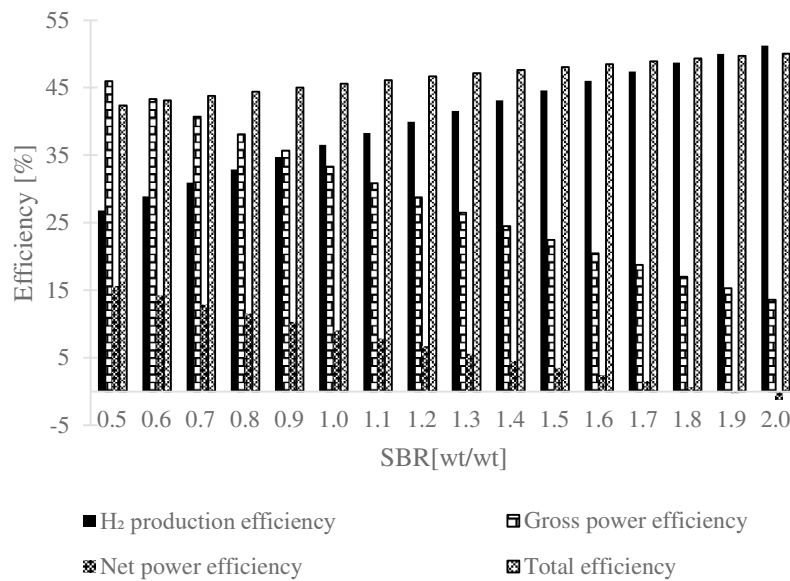 55
45
35
25
15
5
-5
Efficiency [%]
0.5 0.6 0.7 0.8 0.9 1.0 1.1 1.2 1.3 1.4 1.5 1.6 1.7 1.8 1.9 2.0
SBR[wt/wt]
H₂ production efficiency
Gross power efficiency
Net power efficiency
Total efficiency